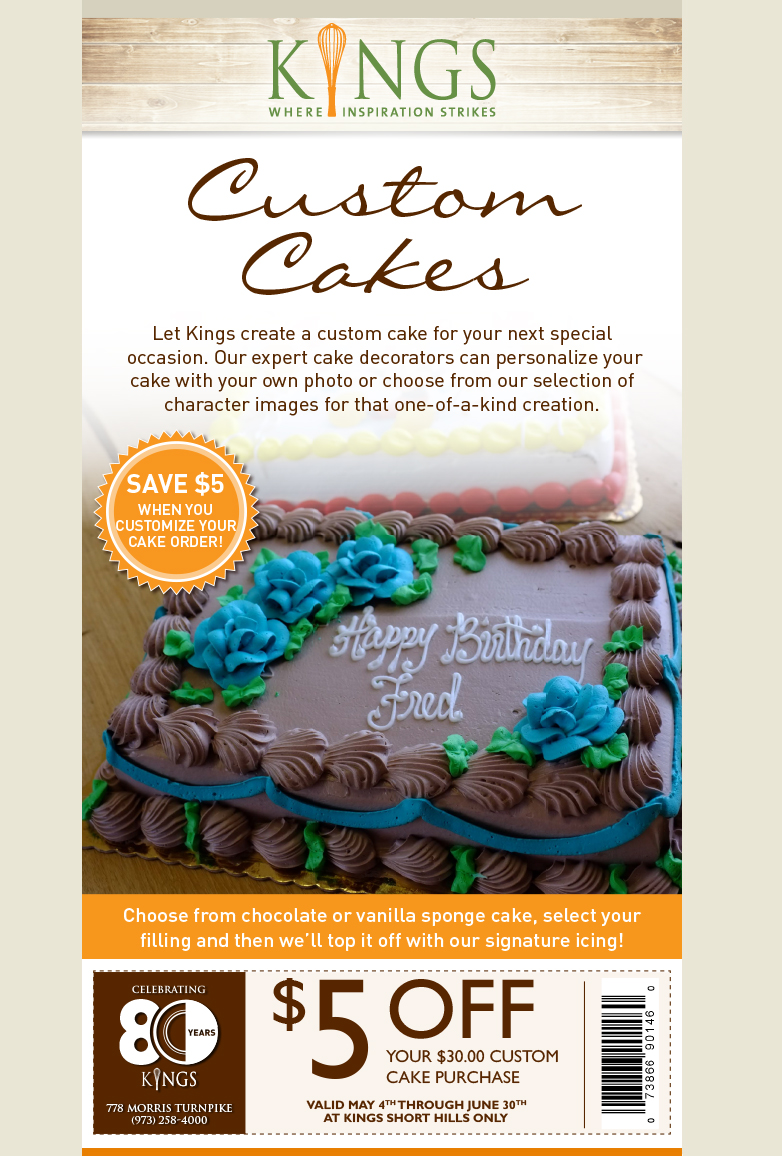 KINGS
WHERE INSPIRATION STRIKES
Custom
Cakes
Let Kings create a custom cake for your next special
occasion. Our expert cake decorators can personalize your
cake with your own photo or choose from our selection of
character images for that one-of-a-kind creation.
SAVE $5
WHEN YOU
CUSTOMIZE YOUR
CAKE ORDER!
Happy Birthday
Fred
Choose from chocolate or vanilla sponge cake, select your
filling and then we'll top it off with our signature icing!
CELEBRATING
80
YEARS
KINGS
778 MORRIS TURNPIKE
(973) 258-4000
$5 OFF
YOUR $30.00 CUSTOM
CAKE PURCHASE
VALID MAY 4TH THROUGH JUNE 30TH
AT KINGS SHORT HILLS ONLY
0 73866 90146 0